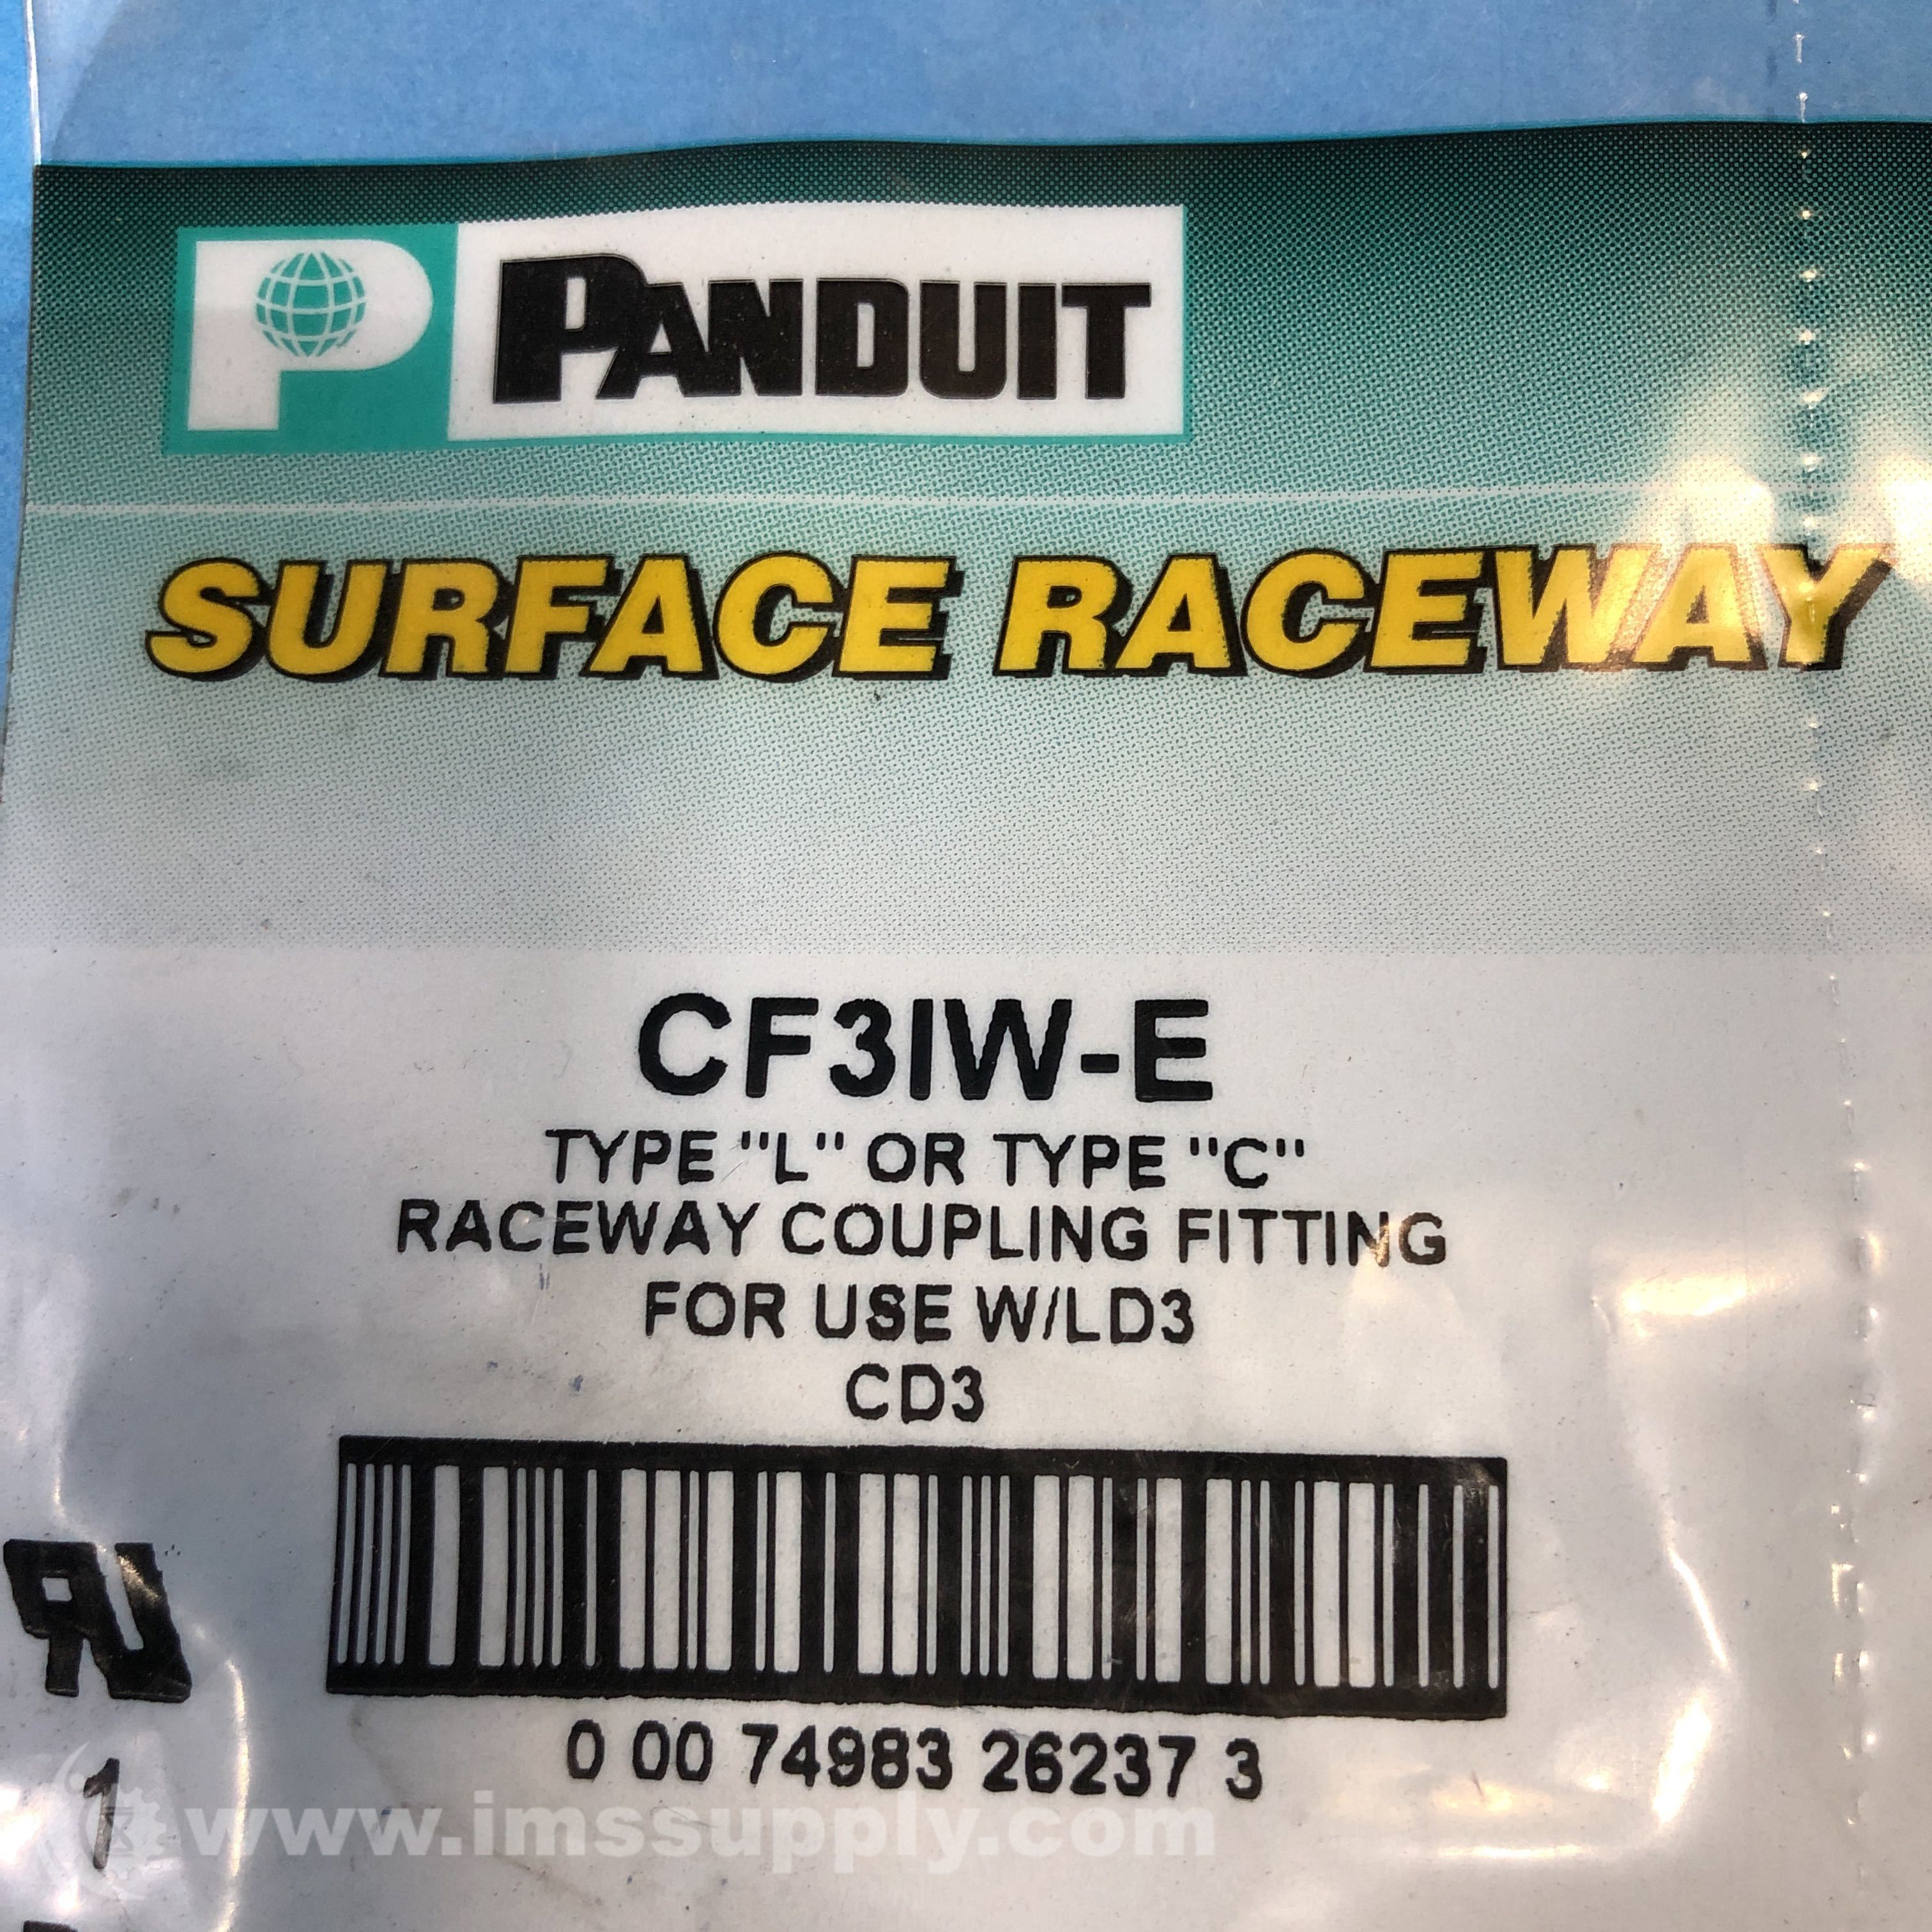 P PANDUIT
SURFACE RACEWAY
CF3IW-E
TYPE "L" OR TYPE "C"
RACEWAY COUPLING FITTING
FOR USE W/LD3
CD3
0 00 74983 26237 3
1
www.imssupply.com